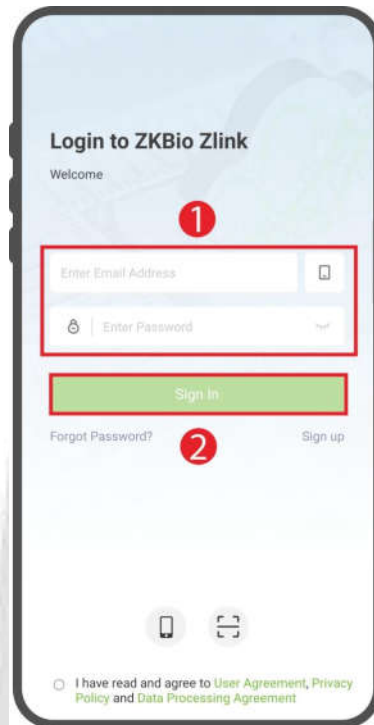 Login to ZKBio Zlink
Welcome
1
Enter Email Address
Enter Password
Sign In
Forgot Password?
2
Sign up
I have read and agree to User Agreement, Privacy
Policy and Data Processing Agreement